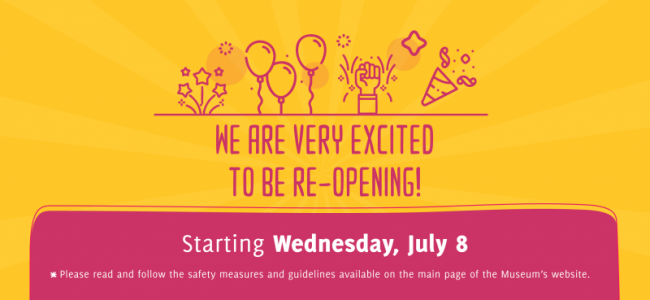 WE ARE VERY EXCITED
TO BE RE-OPENING!
Starting Wednesday, July 8
* Please read and follow the safety measures and guidelines available on the main page of the Museum's website.